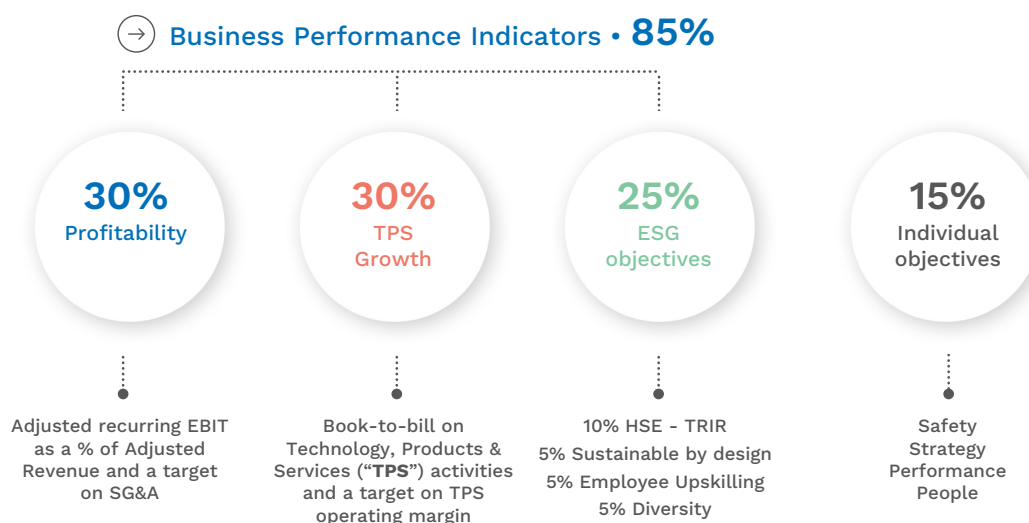 Business Performance Indicators • 85%
30%
Profitability
30%
TPS
Growth
25%
ESG
objectives
15%
Individual
objectives
Adjusted recurring EBIT
as a % of Adjusted
Revenue and a target
on SG&A
Book-to-bill on
Technology, Products &
Services (“TPS”) activities
and a target on TPS
operating margin
10% HSE - TRIR
5% Sustainable by design
5% Employee Upskilling
5% Diversity
Safety
Strategy
Performance
People